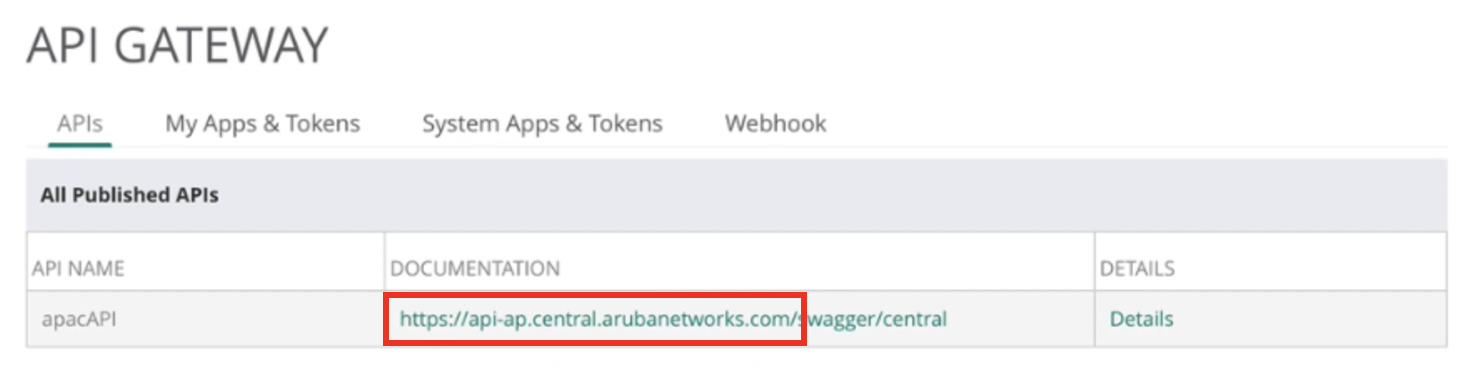 API GATEWAY
APIs My Apps & Tokens System Apps & Tokens Webhook
All Published APIs
API NAME DOCUMENTATION DETAILS
apacAPI https://api-ap.central.arubanetworks.com/swagger/central Details